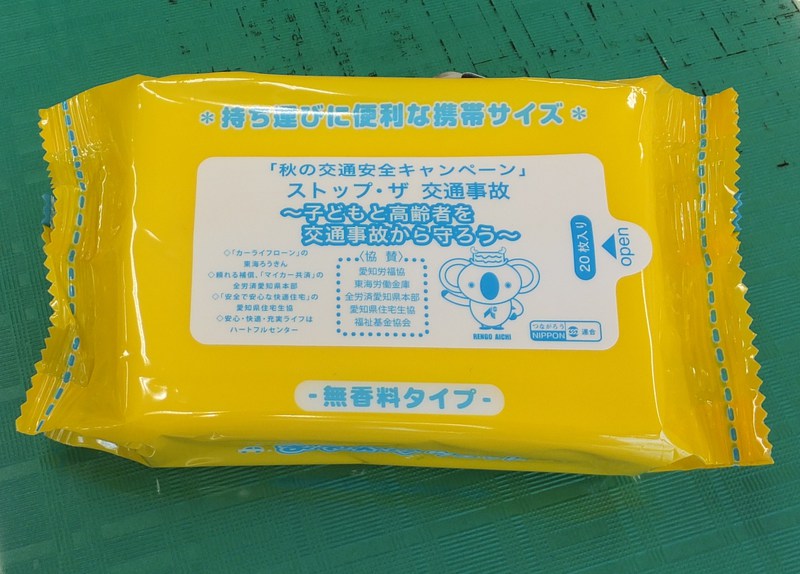 ＊持ち運びに便利な携帯サイズ＊
「秋の交通安全キャンペーン」
ストップ・ザ 交通事故
〜子どもと高齢者を
交通事故から守ろう〜
◇「カーライフローン」の
東海ろうきん
◇頼れる補償、「マイカー共済」の
全労済愛知県本部
◇「安全で安心な快適住宅」の
愛知県住宅生協
◇安心・快適・充実ライフは
ハートフルセンター
〈協 賛〉
愛知労福協
東海労働金庫
全労済愛知県本部
愛知県住宅生協
福祉基金協会
RENGO AICHI
20枚入り
open
つながろう
NIPPON
連合
-無香料タイプ-